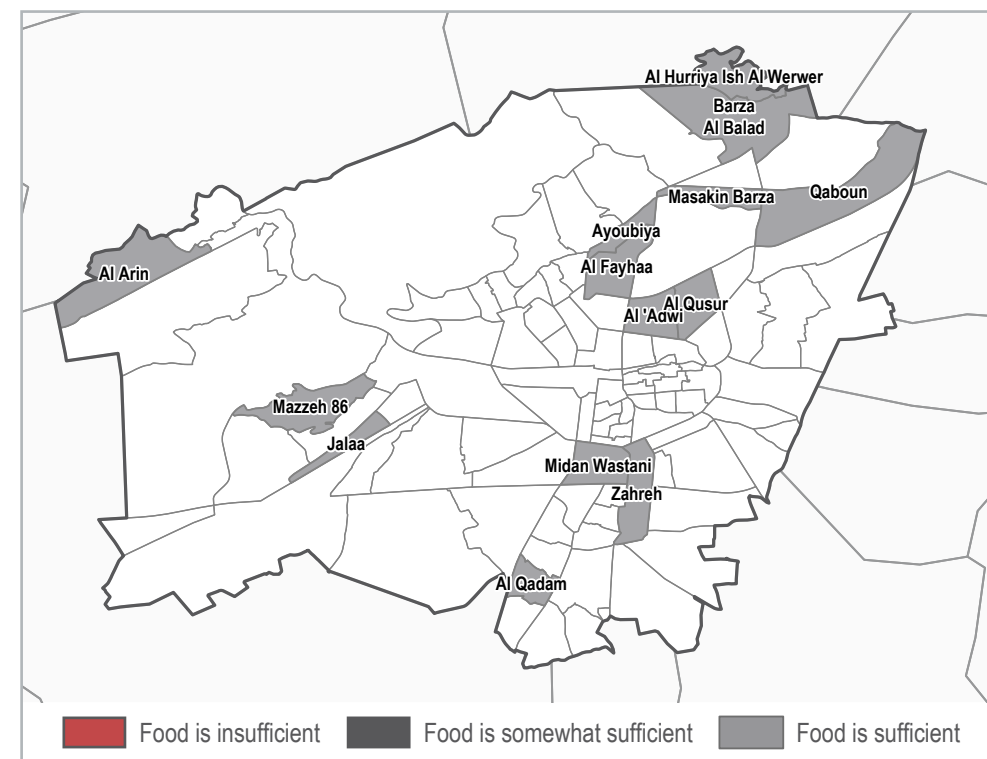 Al Hurriya Ish Al Werwer
Barza
Al Balad
Masakin Barza
Qaboun
Ayoubiya
Al Fayhaa
Al Arin
Al Qusur
Al 'Adwi
Mazzeh 86
Jalaa
Midan Wastani
Zahreh
Al Qadam
Food is insufficient
Food is somewhat sufficient
Food is sufficient